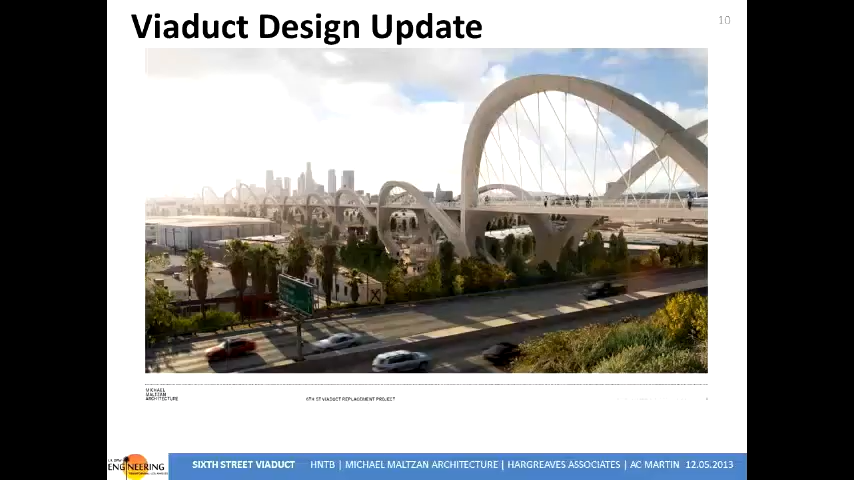 Viaduct Design Update
10
MICHAEL
MALTZAN
ARCHITECTURE
6TH ST VIADUCT REPLACEMENT PROJECT
ENGINEERING
SIXTH STREET VIADUCT HNTB | MICHAEL MALTZAN ARCHITECTURE | HARGREAVES ASSOCIATES | AC MARTIN 12.05.2013